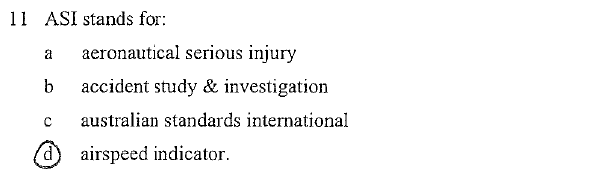 11 ASI stands for:
a aeronautical serious injury
b accident study & investigation
c australian standards international
d airspeed indicator.